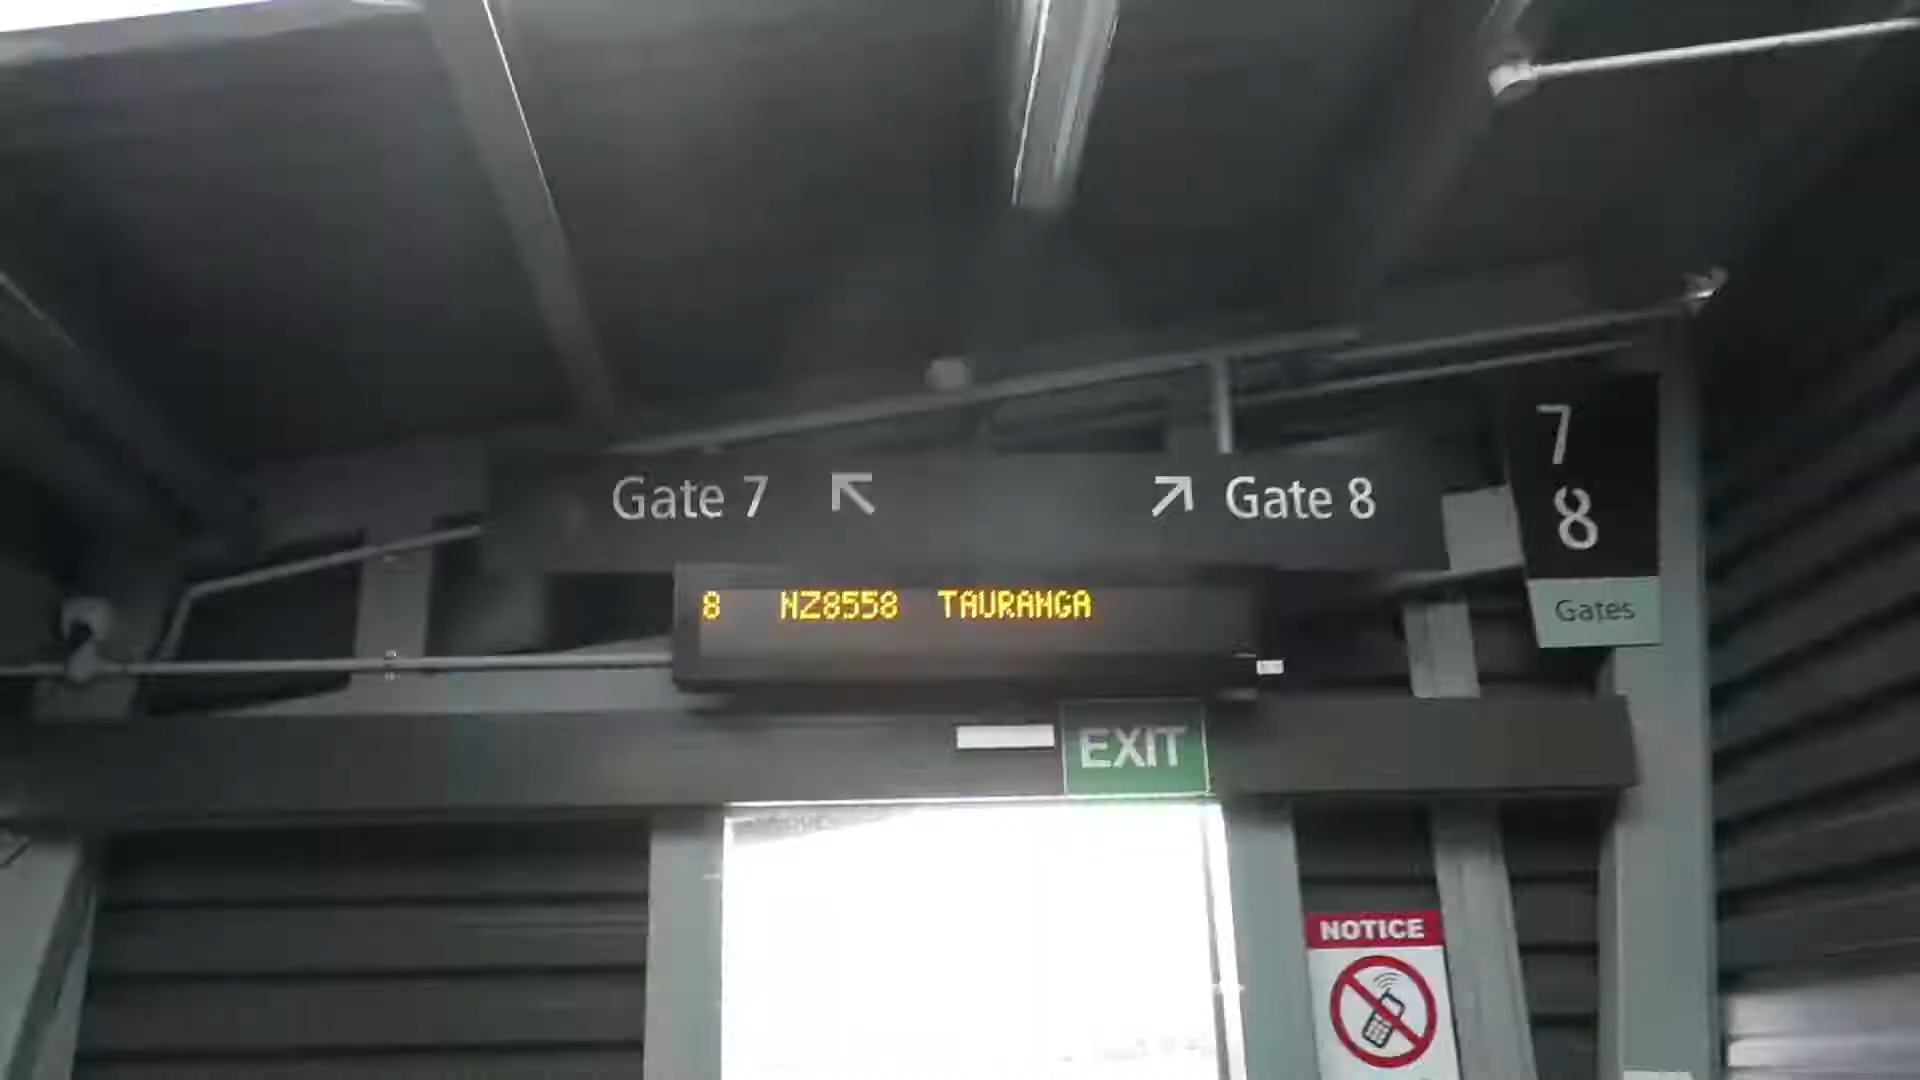 Gate 7 ↖ ↗ Gate 8
7
8
Gates
8 NZ8558 TAURANGA
EXIT
NOTICE